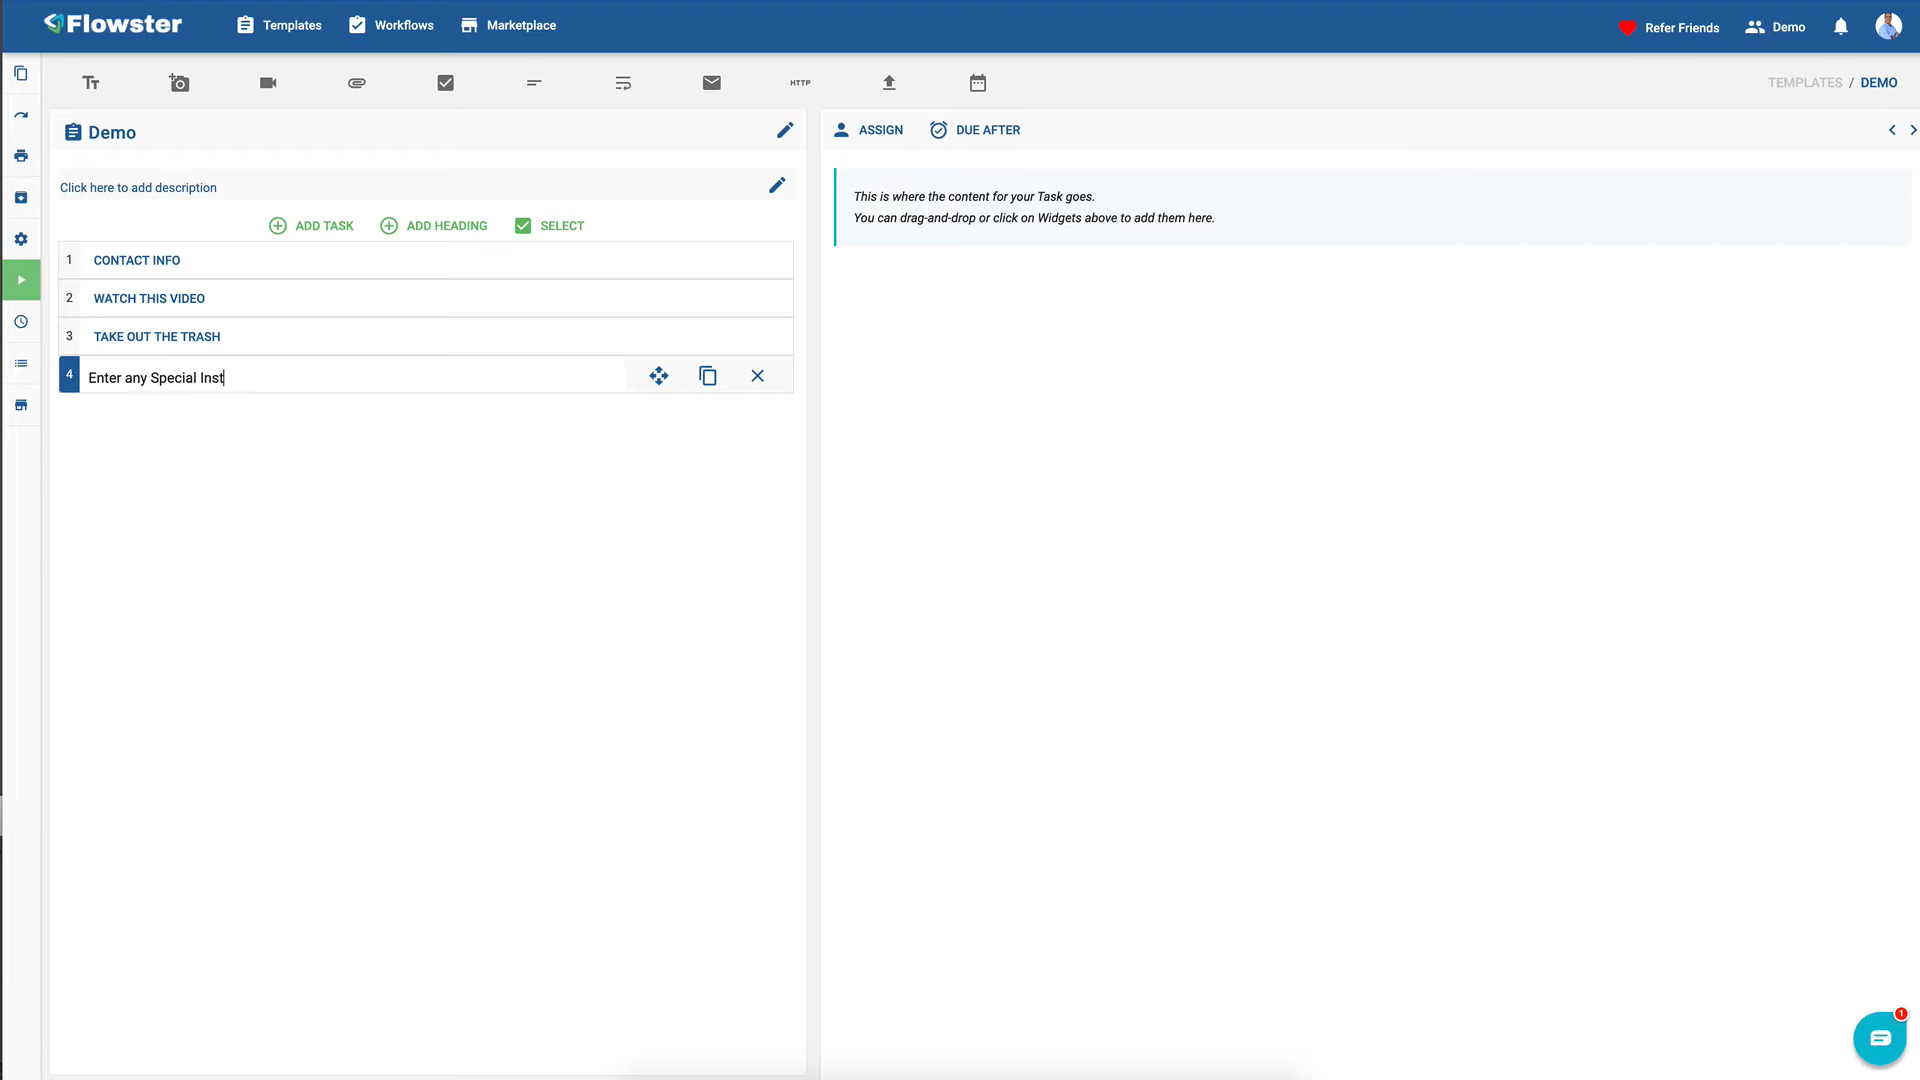 Flowster
Templates
Workflows
Marketplace
Refer Friends
Demo
HTTP
TEMPLATES / DEMO
Demo
ASSIGN
DUE AFTER
Click here to add description
This is where the content for your Task goes.
You can drag-and-drop or click on Widgets above to add them here.
ADD TASK
ADD HEADING
SELECT
1 CONTACT INFO
2 WATCH THIS VIDEO
3 TAKE OUT THE TRASH
4 Enter any Special Inst
1